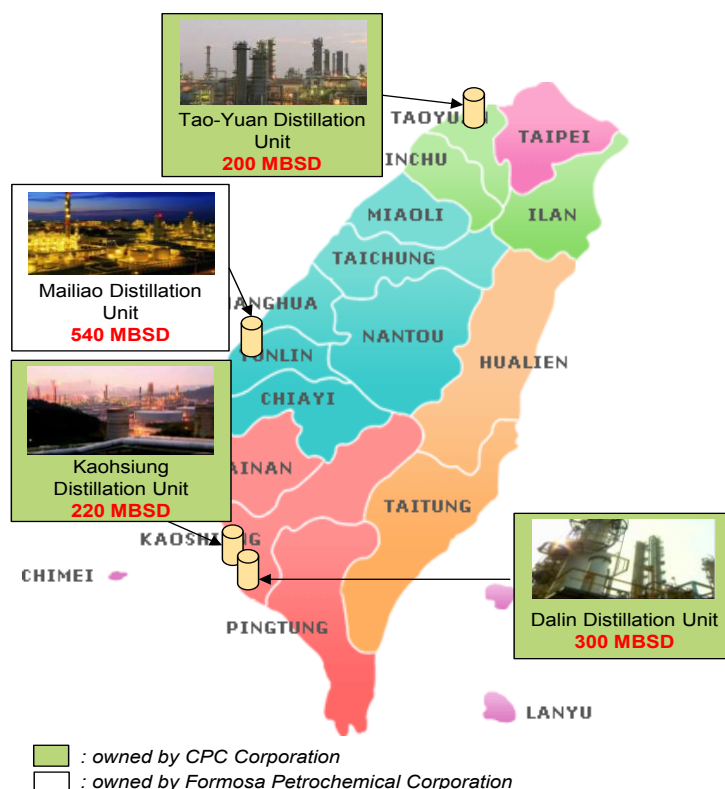 Tao-Yuan Distillation
Unit
200 MBSD
TAOYUAN
TAIPEI
INCHU
ILAN
MIAOLI
Mailiao Distillation
Unit
540 MBSD
TAICHUNG
ANGHUA
NANTOU
YUNLIN
HUALIEN
CHIAYI
Kaohsiung
Distillation Unit
220 MBSD
AINAN
TAITUNG
KAOSHIUNG
CHIMEI
PINGTUNG
Dalin Distillation Unit
300 MBSD
LANYU
: owned by CPC Corporation
: owned by Formosa Petrochemical Corporation